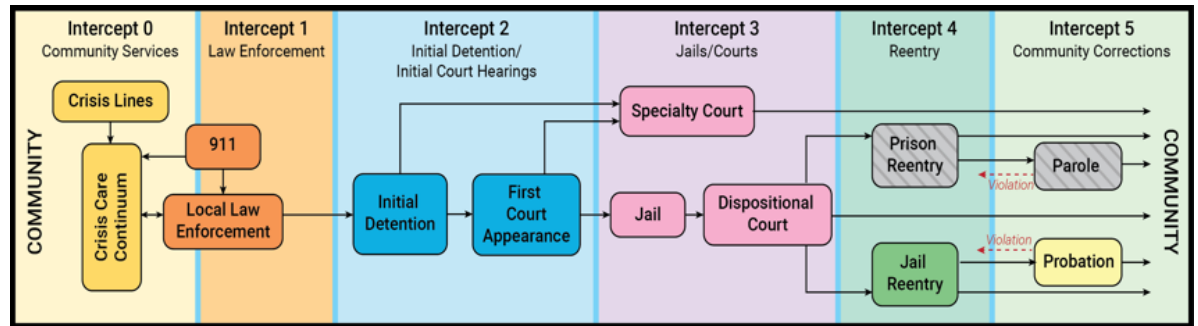 Intercept 0
Community Services
Intercept 1
Law Enforcement
Intercept 2
Initial Detention/
Initial Court Hearings
Intercept 3
Jails/Courts
Intercept 4
Reentry
Intercept 5
Community Corrections
COMMUNITY
Crisis Lines
Crisis Care
Continuum
911
Local Law
Enforcement
Initial
Detention
First
Court
Appearance
Specialty Court
Jail
Dispositional
Court
Prison
Reentry
Violation
Parole
Jail
Reentry
Violation
Probation
COMMUNITY